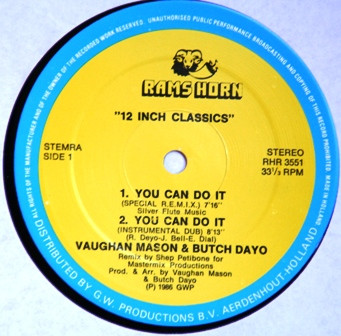 ALL RIGHTS OF THE MANUFACTURER AND OF THE OWNER OF THE RECORDED WORK RESERVED. UNAUTHORISED PUBLIC PERFORMANCE BROADCASTING AND COPYING OF THIS RECORD PROHIBITED. MADE IN HOLLAND
RAMSHORN
"12 INCH CLASSICS"
STEMRA
SIDE 1
STEREO
RHR 3551
33⅓ RPM
1. YOU CAN DO IT
(SPECIAL R.E.M.I.X.) 7'16"
Silver Flute Music
2. YOU CAN DO IT
(INSTRUMENTAL DUB) 8'13"
(R. Deyo-J. Bell-E. Dial)
VAUGHAN MASON & BUTCH DAYO
Remix by Shep Petibone for
Mastermix Productions
Prod. & Arr. by Vaughan Mason
& Butch Dayo
(P) 1986 GWP
DISTRIBUTED BY G.W. PRODUCTIONS B.V. AERDENHOUT-HOLLAND